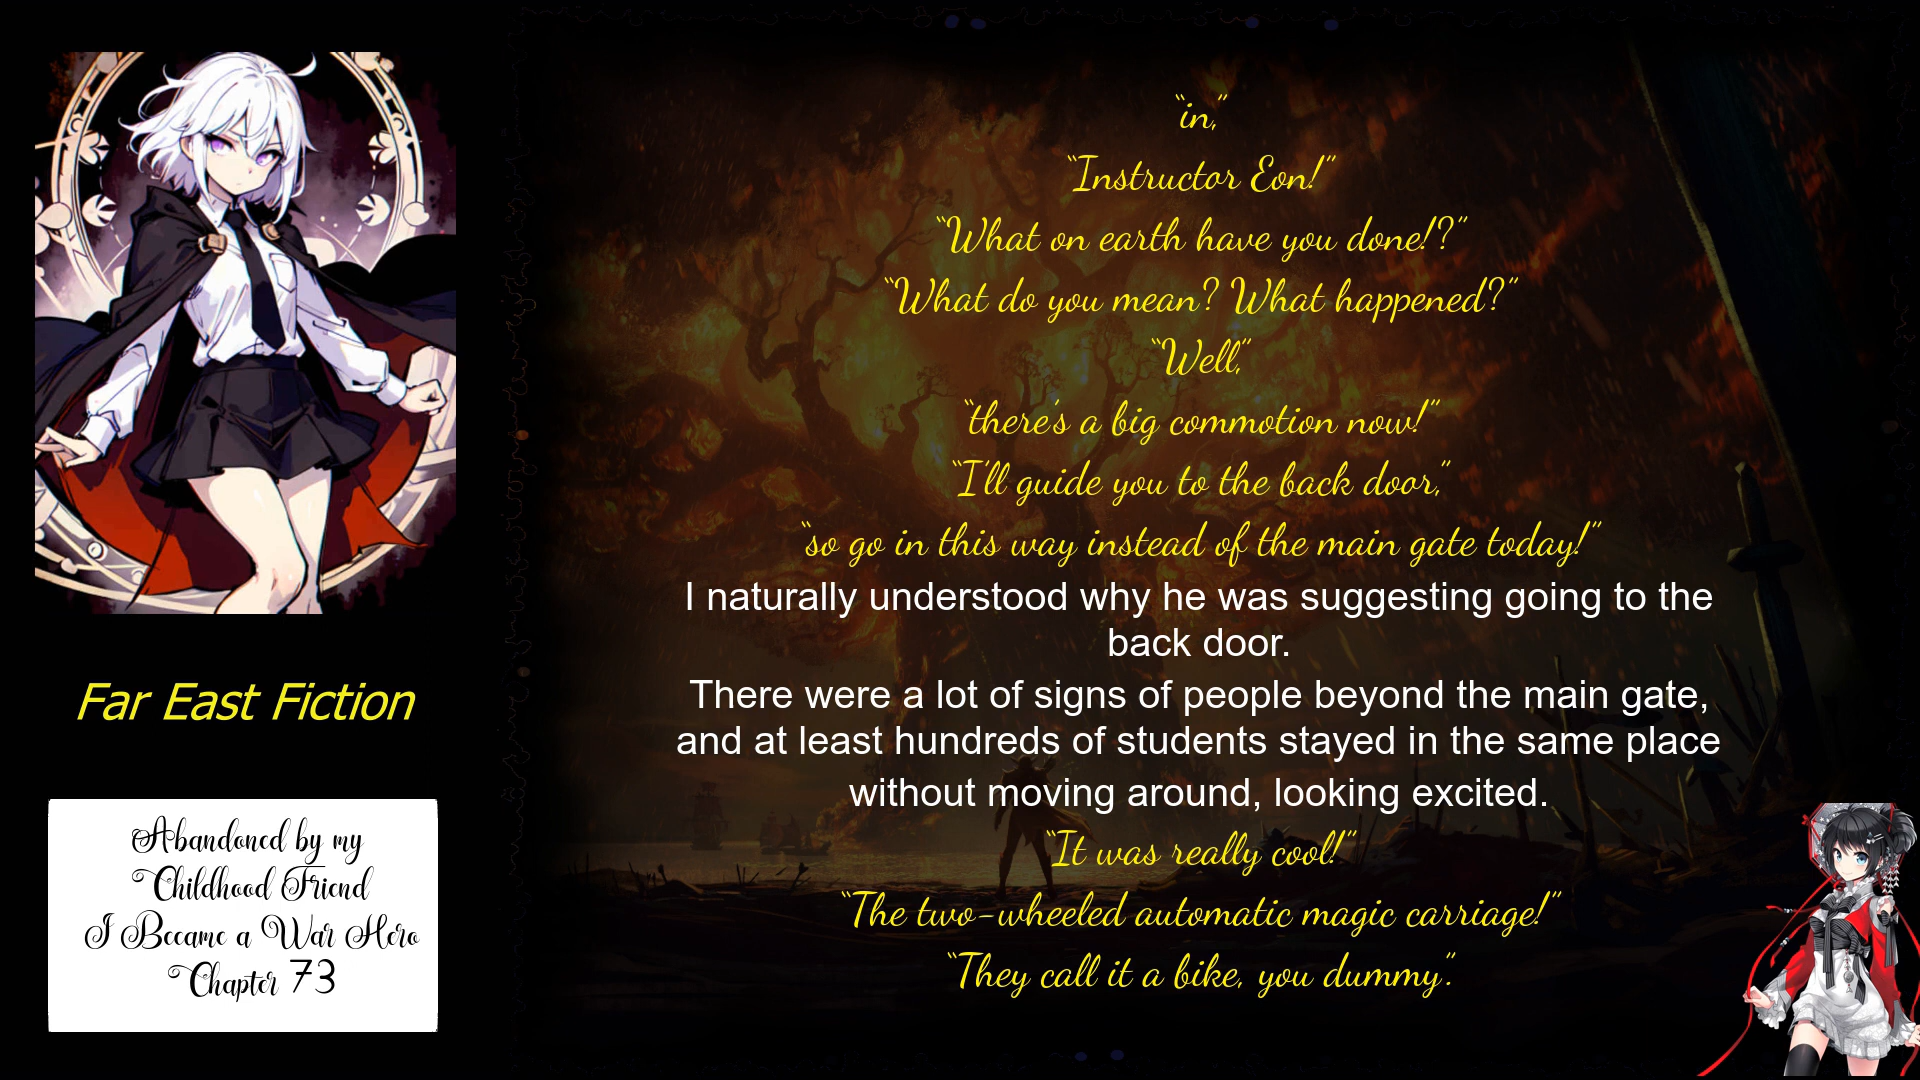 Far East Fiction
Abandoned by my
Childhood Friend
I Became a War Hero
Chapter 73
“in,”
“Instructor Eon!”
“What on earth have you done!?”
“What do you mean? What happened?”
“Well,”
“there’s a big commotion now!”
“I’ll guide you to the back door,”
“so go in this way instead of the main gate today!”
I naturally understood why he was suggesting going to the
back door.
There were a lot of signs of people beyond the main gate,
and at least hundreds of students stayed in the same place
without moving around, looking excited.
“It was really cool!”
“The two-wheeled automatic magic carriage!”
“They call it a bike, you dummy.”